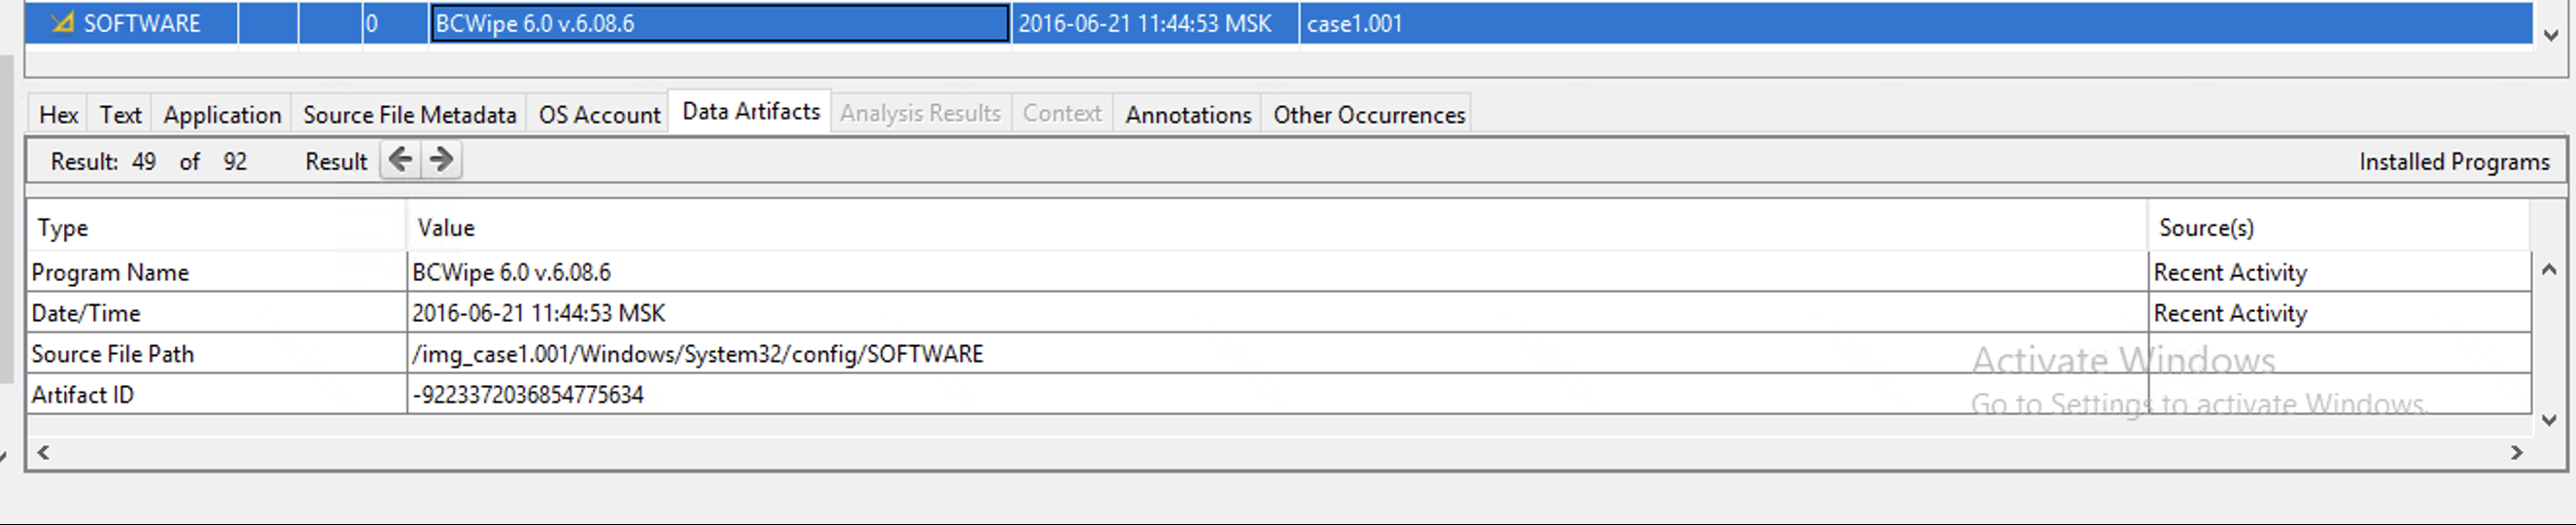 SOFTWARE 0 BCWipe 6.0 v.6.08.6 2016-06-21 11:44:53 MSK case1.001
Hex Text Application Source File Metadata OS Account Data Artifacts Analysis Results Context Annotations Other Occurrences
Result: 49 of 92 Result Installed Programs
Type Value Source(s)
Program Name BCWipe 6.0 v.6.08.6 Recent Activity
Date/Time 2016-06-21 11:44:53 MSK Recent Activity
Source File Path /img_case1.001/Windows/System32/config/SOFTWARE
Activate Windows
Artifact ID -9223372036854775634
Go to Settings to activate Windows.